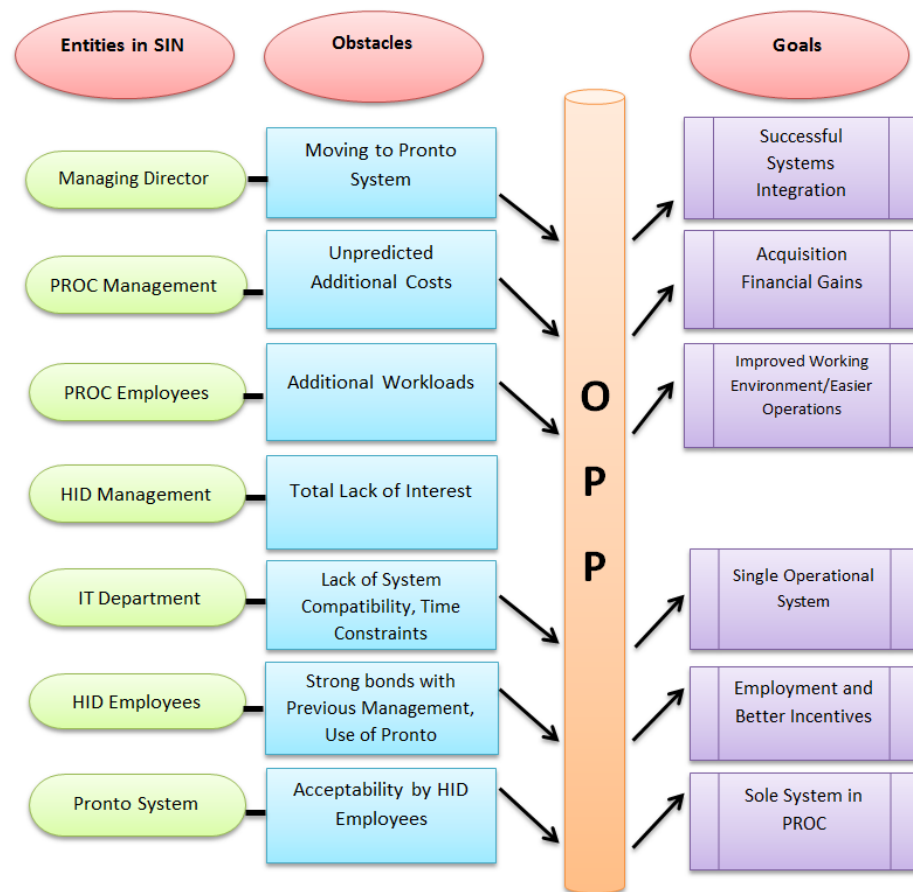 Entities in SIN
Obstacles
Goals
Managing Director
Moving to Pronto
System
Successful
Systems
Integration
PROC Management
Unpredicted
Additional Costs
Acquisition
Financial Gains
PROC Employees
Additional Workloads
Improved Working
Environment/Easier
Operations
O
P
P
HID Management
Total Lack of Interest
IT Department
Lack of System
Compatibility, Time
Constraints
Single Operational
System
HID Employees
Strong bonds with
Previous Management,
Use of Pronto
Employment and
Better Incentives
Pronto System
Acceptability by HID
Employees
Sole System in
PROC